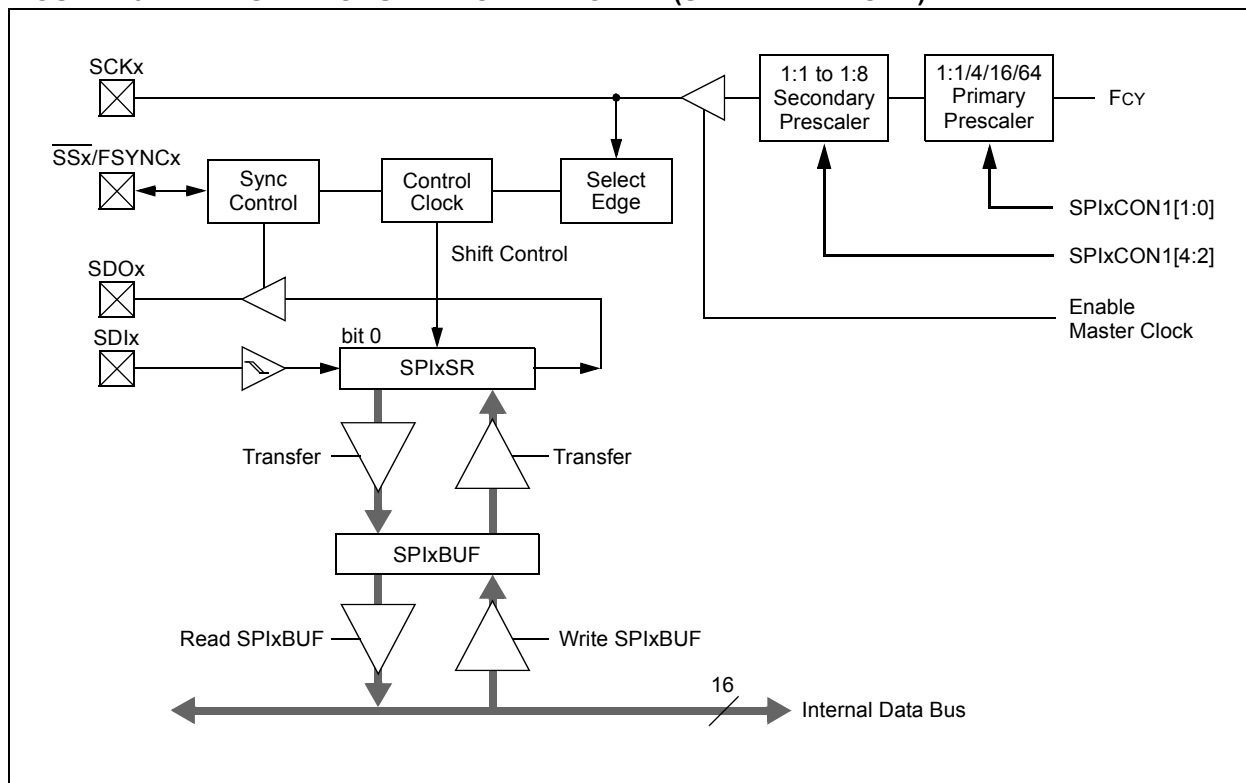 SCKx
1:1 to 1:8
Secondary
Prescaler
1:1/4/16/64
Primary
Prescaler
FCY
SSx/FSYNCx
Sync
Control
Control
Clock
Select
Edge
SPIxCON1[1:0]
Shift Control
SPIxCON1[4:2]
SDOx
Enable
Master Clock
SDIx
bit 0
SPIxSR
Transfer
Transfer
SPIxBUF
Read SPIxBUF
Write SPIxBUF
16
Internal Data Bus